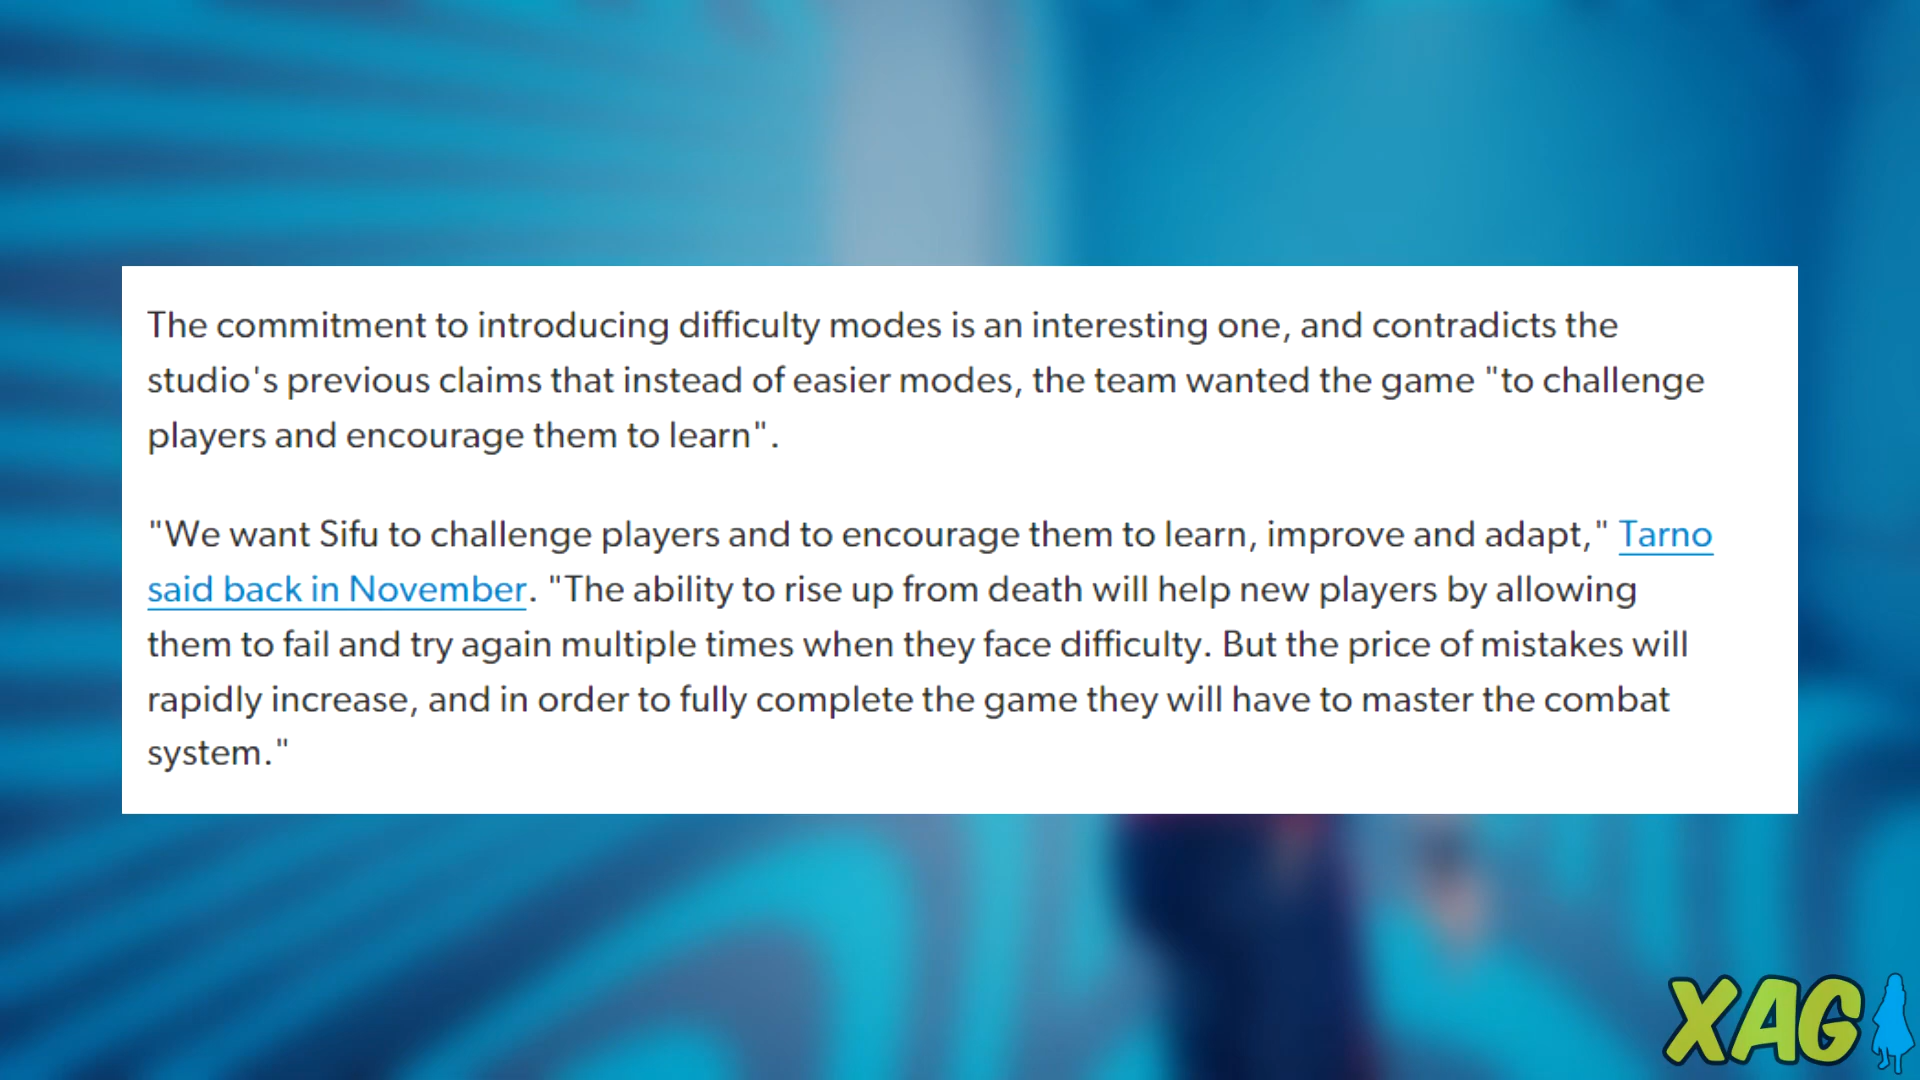 The commitment to introducing difficulty modes is an interesting one, and contradicts the
studio's previous claims that instead of easier modes, the team wanted the game "to challenge
players and encourage them to learn".
"We want Sifu to challenge players and to encourage them to learn, improve and adapt," Tarno
said back in November. "The ability to rise up from death will help new players by allowing
them to fail and try again multiple times when they face difficulty. But the price of mistakes will
rapidly increase, and in order to fully complete the game they will have to master the combat
system."
XAG